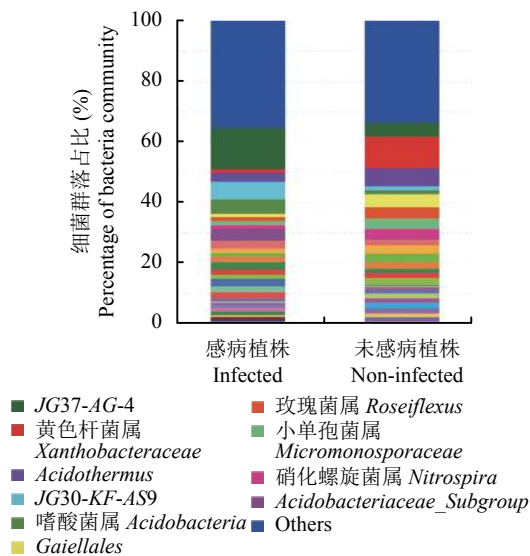 细菌群落占比 (%)
Percentage of bacteria community
100
80
60
40
20
0
感病植株
Infected
未感病植株
Non-infected
JG37-AG-4
黄色杆菌属
Xanthobacteraceae
Acidothermus
JG30-KF-AS9
嗜酸菌属 Acidobacteria
Gaiellales
玫瑰菌属 Roseiflexus
小单孢菌属
Micromonosporaceae
硝化螺旋菌属 Nitrospira
Acidobacteriaceae_Subgroup
Others